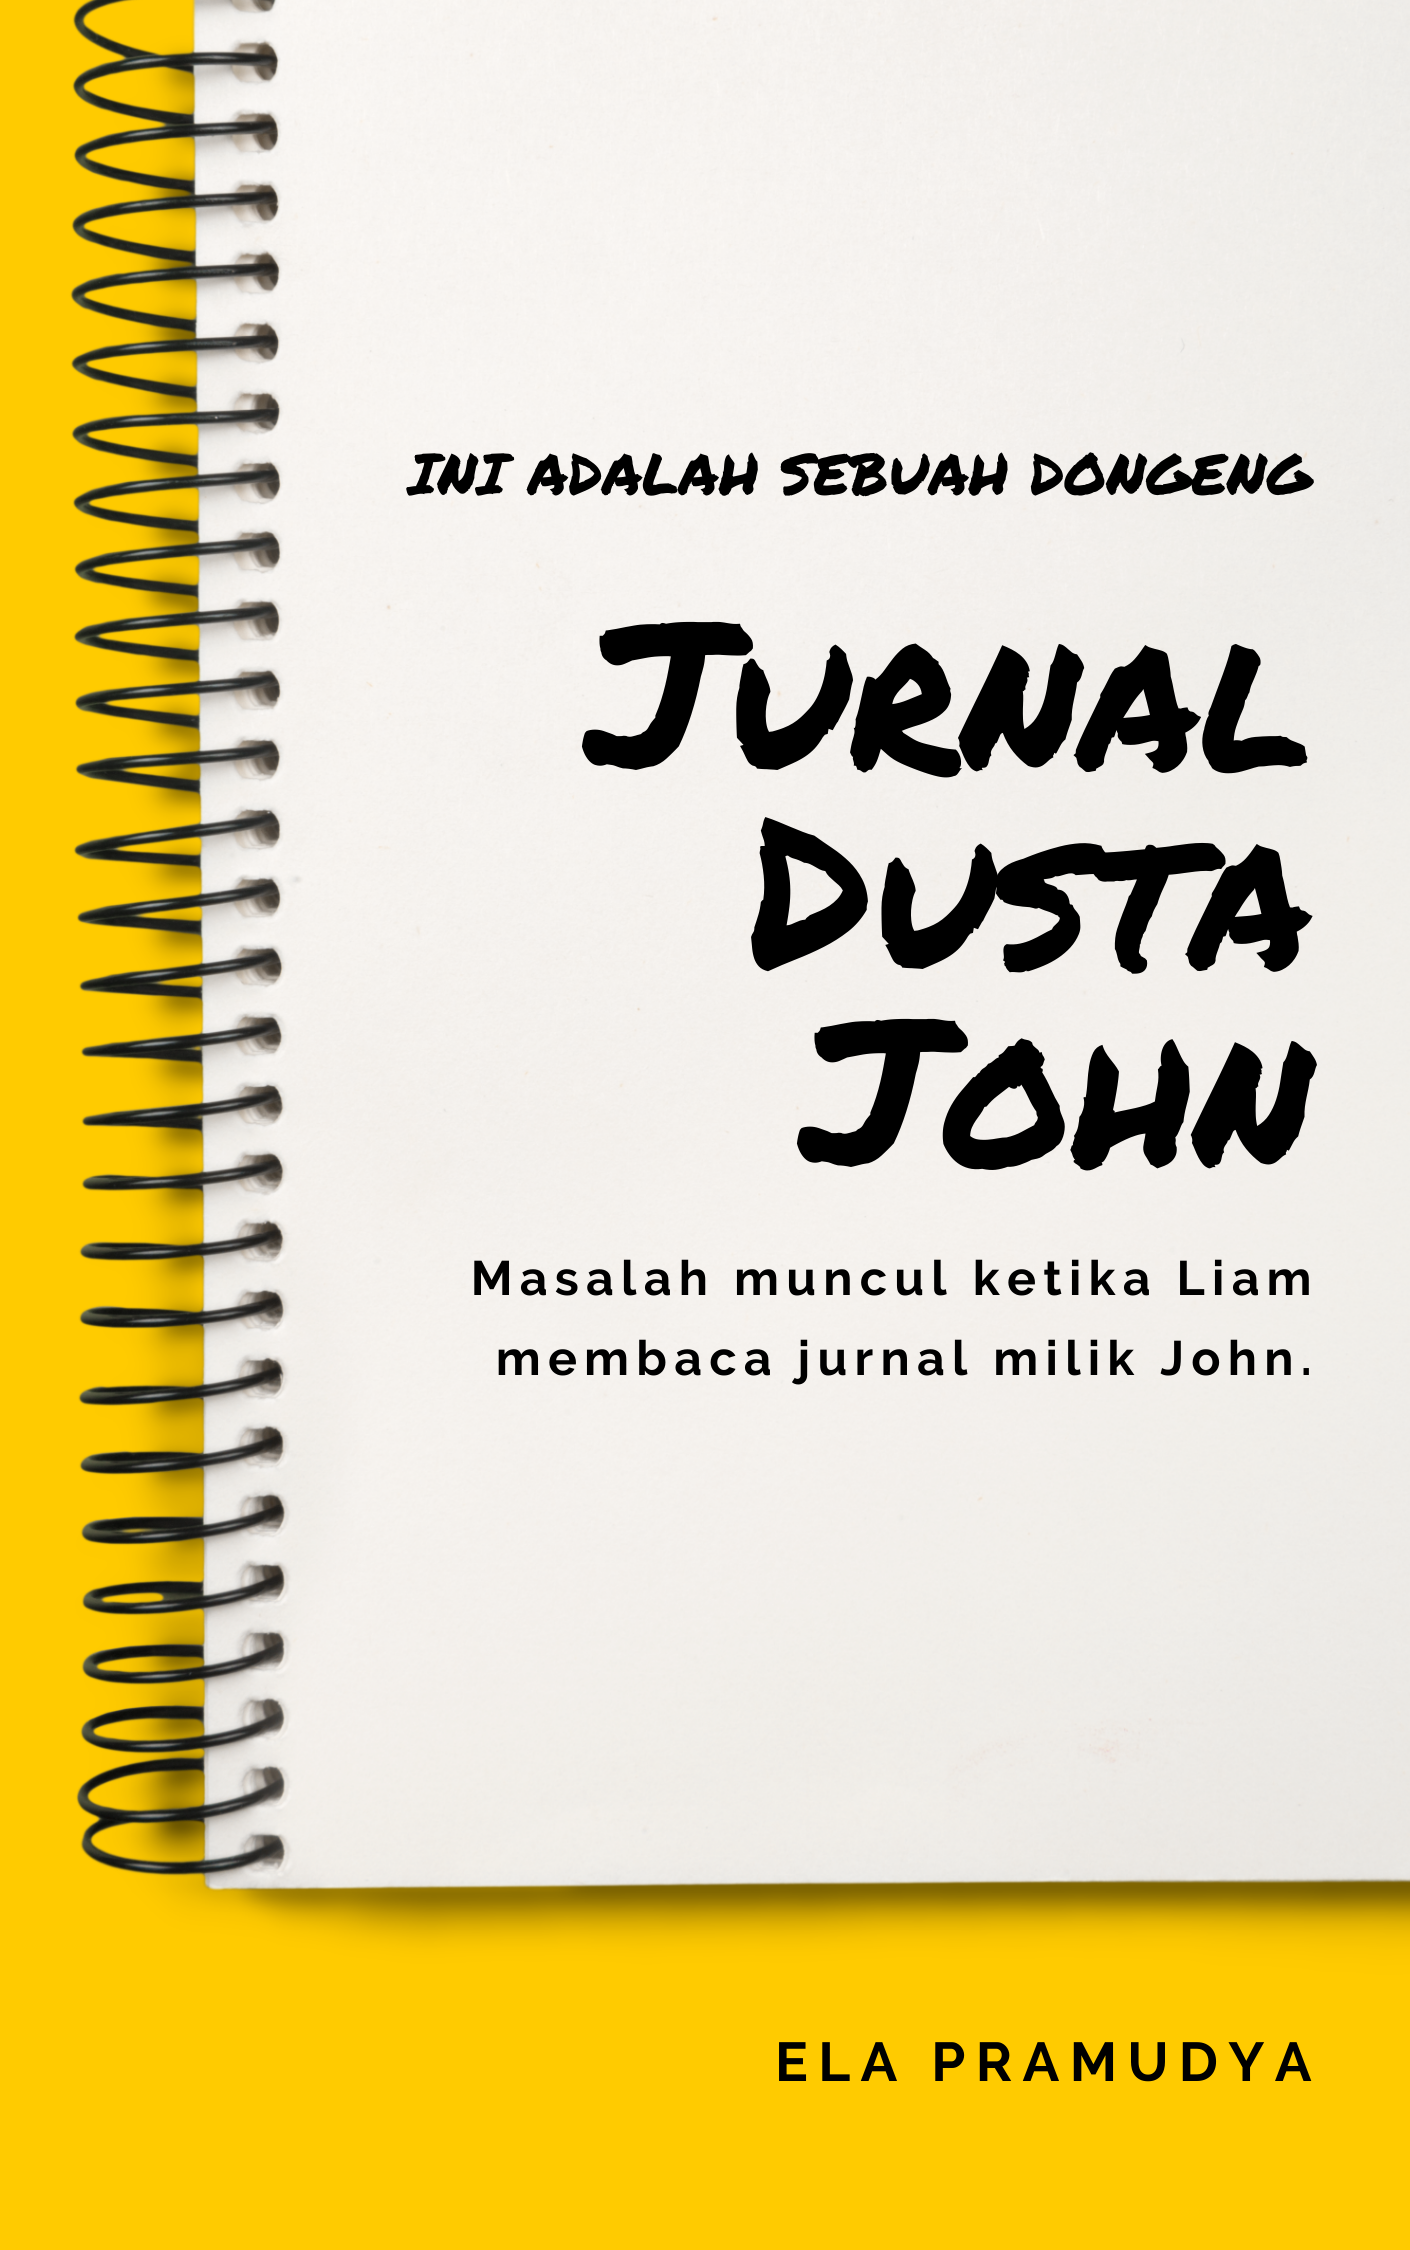 INI ADALAH SEBUAH DONGENG
JURNAL
DUSTA
JOHN
Masalah muncul ketika Liam
membaca jurnal milik John.
ELA PRAMUDYA